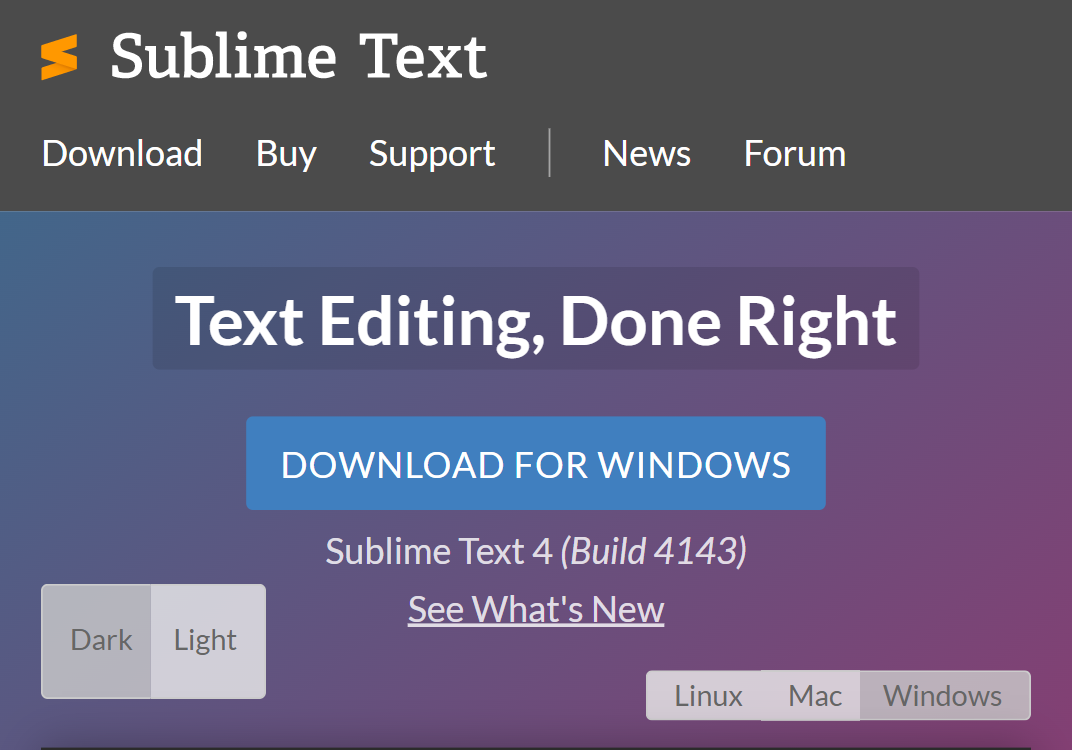 Sublime Text
Download Buy Support News Forum
Text Editing, Done Right
DOWNLOAD FOR WINDOWS
Sublime Text 4 (Build 4143)
See What's New
Dark Light
Linux Mac Windows